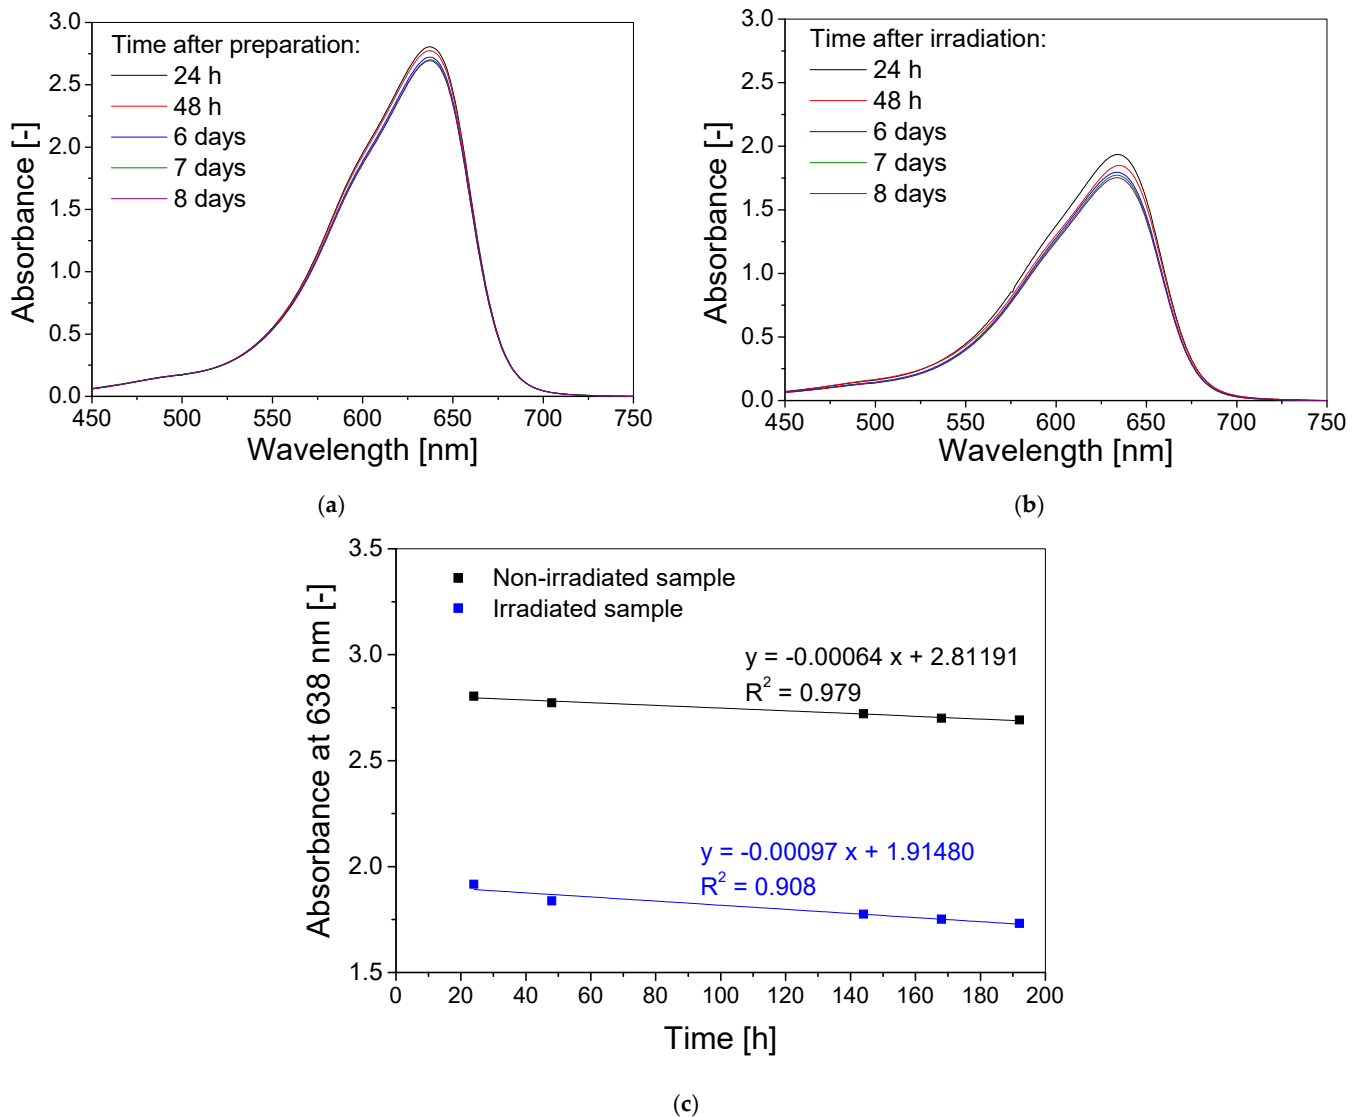 3.0
2.5
2.0
1.5
1.0
0.5
0.0
Absorbance [-]
Time after preparation:
24 h
48 h
6 days
7 days
8 days
450 500 550 600 650 700 750
Wavelength [nm]
(a)
3.0
2.5
2.0
1.5
1.0
0.5
0.0
Absorbance [-]
Time after irradiation:
24 h
48 h
6 days
7 days
8 days
450 500 550 600 650 700 750
Wavelength [nm]
(b)
3.5
3.0
2.5
2.0
1.5
Absorbance at 638 nm [-]
Non-irradiated sample
Irradiated sample
y = -0.00064 x + 2.81191
R² = 0.979
y = -0.00097 x + 1.91480
R² = 0.908
0 20 40 60 80 100 120 140 160 180 200
Time [h]
(c)